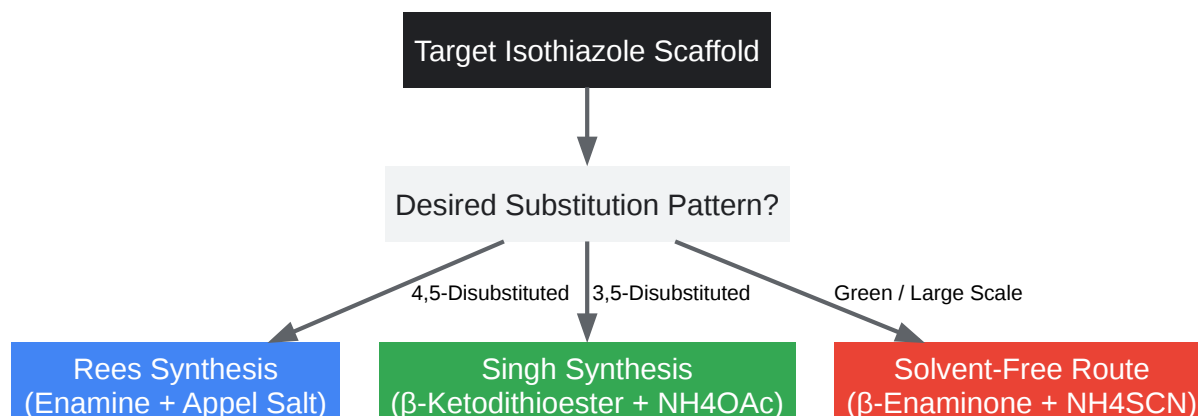 Target Isothiazole Scaffold
Desired Substitution Pattern?
4,5-Disubstituted
3,5-Disubstituted
Green / Large Scale
Rees Synthesis
(Enamine + Appel Salt)
Singh Synthesis
(β-Ketodithioester + NH4OAc)
Solvent-Free Route
(β-Enaminone + NH4SCN)